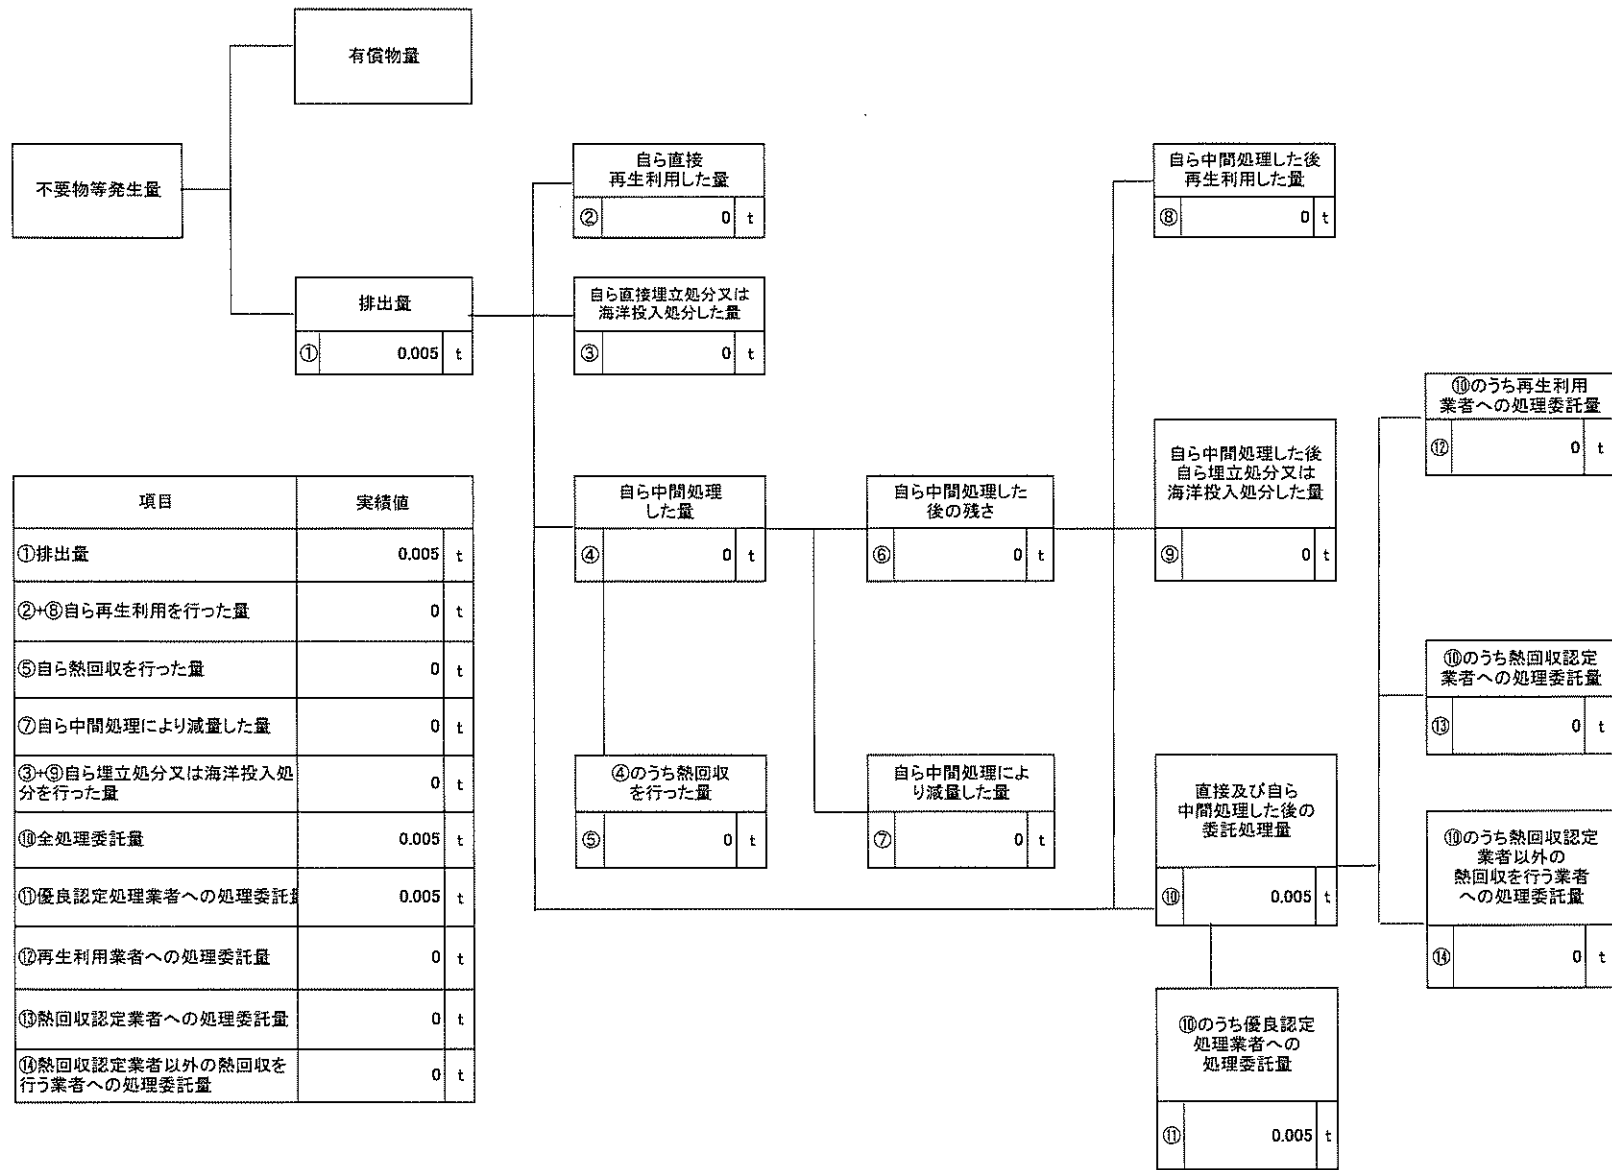 有償物量
不要物等発生量
排出量
① 0.005 t
自ら直接
再生利用した量
② 0 t
自ら直接埋立処分又は
海洋投入処分した量
③ 0 t
自ら中間処理
した量
④ 0 t
④のうち熱回収
を行った量
⑤ 0 t
自ら中間処理した
後の残さ
⑥ 0 t
自ら中間処理によ
り減量した量
⑦ 0 t
自ら中間処理した後
再生利用した量
⑧ 0 t
自ら中間処理した後
自ら埋立処分又は
海洋投入処分した量
⑨ 0 t
直接及び自ら
中間処理した後の
委託処理量
⑩ 0.005 t
⑩のうち優良認定
処理業者への
処理委託量
⑪ 0.005 t
⑩のうち再生利用
業者への処理委託量
⑫ 0 t
⑩のうち熱回収認定
業者への処理委託量
⑬ 0 t
⑩のうち熱回収認定
業者以外の
熱回収を行う業者
への処理委託量
⑭ 0 t
項目 実績値
①排出量 0.005 t
②+⑧自ら再生利用を行った量 0 t
⑤自ら熱回収を行った量 0 t
⑦自ら中間処理により減量した量 0 t
③+⑨自ら埋立処分又は海洋投入処
分を行った量 0 t
⑩全処理委託量 0.005 t
⑪優良認定処理業者への処理委託量 0.005 t
⑫再生利用業者への処理委託量 0 t
⑬熱回収認定業者への処理委託量 0 t
⑭熱回収認定業者以外の熱回収を
行う業者への処理委託量 0 t